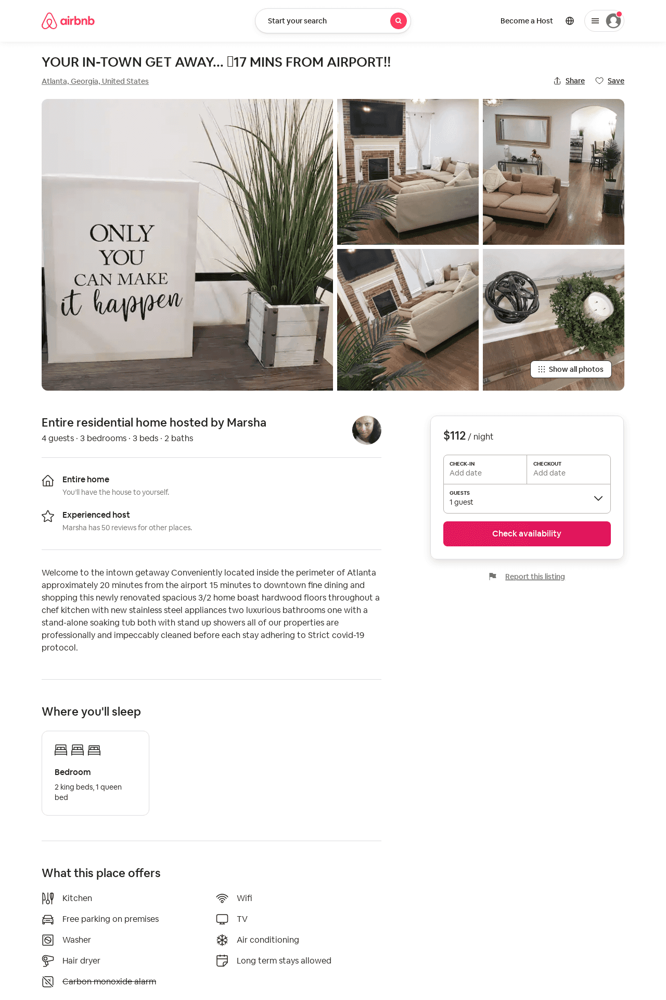 airbnb
Start your search
Become a Host
YOUR IN-TOWN GET AWAY... 17 MINS FROM AIRPORT!!
Atlanta, Georgia, United States
Share
Save
ONLY
YOU
CAN MAKE
it happen
Gather
Show all photos
Entire residential home hosted by Marsha
4 guests · 3 bedrooms · 3 beds · 2 baths
Entire home
You’ll have the house to yourself.
Experienced host
Marsha has 50 reviews for other places.
$112 / night
CHECK-IN
Add date
CHECKOUT
Add date
GUESTS
1 guest
Check availability
Report this listing
Welcome to the intown getaway Conveniently located inside the perimeter of Atlanta
approximately 20 minutes from the airport 15 minutes to downtown fine dining and
shopping this newly renovated spacious 3/2 home boast hardwood floors throughout a
chef kitchen with new stainless steel appliances two luxurious bathrooms one with a
stand-alone soaking tub both with stand up showers all of our properties are
professionally and impeccably cleaned before each stay adhering to Strict covid-19
protocol.
Where you'll sleep
Bedroom
2 king beds, 1 queen
bed
What this place offers
Kitchen
Wifi
Free parking on premises
TV
Washer
Air conditioning
Hair dryer
Long term stays allowed
Carbon monoxide alarm